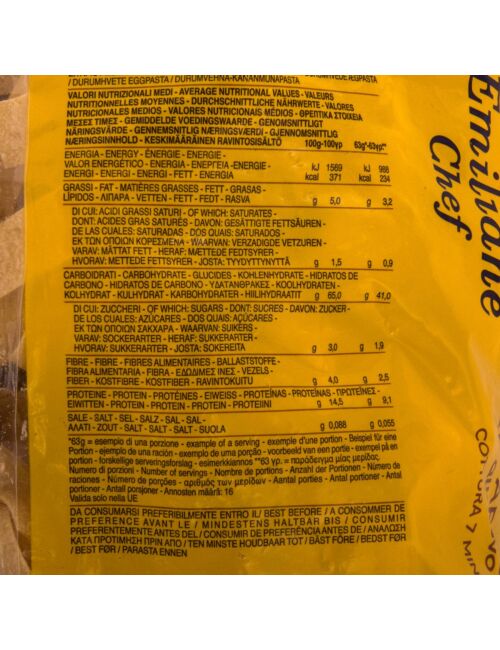 / DURUMHVETE EGGPASTA / DURUMVEHNÄ-KANANMUNAPASTA
VALORI NUTRIZIONALI MEDI - AVERAGE NUTRITIONAL VALUES - VALEURS
NUTRITIONNELLES MOYENNES - DURCHSCHNITTLICHE NÄHRWERTE - VALORES
NUTRICIONALES MEDIOS - VALORES NUTRICIONAIS MÉDIOS - ΘΡΕΠΤΙΚΑ ΣΤΟΙΧΕΙΑ
ΜΕΣΕΣ ΤΙΜΕΣ - GEMIDDELDE VOEDINGSWAARDE - GENOMSNITTLIGT
NÄRINGSVÄRDE - GENNEMSNITLIG NÆRINGSVÆRDI - GJENNOMSNITTLIG
NÆRINGSINNHOLD - KESKIMÄÄRÄINEN RAVINTOSISÄLTÖ 100g-100γρ 63g*-63γρ**
ENERGIA - ENERGY - ÉNERGIE - ENERGIE -
VALOR ENERGÉTICO - ENERGIA - ΕΝΕΡΓΕΙΑ - ENERGIE - kJ 1569 kJ 988
ENERGI - ENERGI - ENERGI - ENERGIA kcal 371 kcal 234
GRASSI - FAT - MATIÈRES GRASSES - FETT - GRASAS -
LÍPIDOS - ΛΙΠΑΡΑ - VETTEN - FETT - FEDT - RASVA g 5,0 g 3,2
DI CUI: ACIDI GRASSI SATURI - OF WHICH: SATURATES -
DONT: ACIDES GRAS SATURÉS - DAVON: GESÄTTIGTE FETTSÄUREN -
DE LAS CUALES: SATURADAS - DOS QUAIS: SATURADOS -
ΕΚ ΤΩΝ ΟΠΟΙΩΝ ΚΟΡΕΣΜΕΝΑ - WAARVAN: VERZADIGDE VETZUREN -
VARAV: MÄTTAT FETT - HERAF: MÆTTEDE FEDTSYRER -
HVORAV: METTEDE FETTSYRER - JOSTA: TYYDYTTYNYTTÄ g 1,5 g 0,9
CARBOIDRATI - CARBOHYDRATE - GLUCIDES - KOHLENHYDRATE - HIDRATOS DE
CARBONO - HIDRATOS DE CARBONO - ΥΔΑΤΑΝΘΡΑΚΕΣ - KOOLHYDRATEN -
KOLHYDRAT - KULHYDRAT - KARBOHYDRATER - HIILIHYDRAATIT g 65,0 g 41,0
DI CUI: ZUCCHERI - OF WHICH: SUGARS - DONT: SUCRES - DAVON: ZUCKER -
DE LOS CUALES: AZÚCARES - DOS QUAIS: AÇÚCARES -
ΕΚ ΤΩΝ ΟΠΟΙΩΝ ΣΑΚΧΑΡΑ - WAARVAN: SUIKERS -
VARAV: SOCKERARTER - HERAF: SUKKERARTER -
HVORAV: SUKKERARTER - JOSTA: SOKEREITA g 3,0 g 1,9
FIBRE - FIBRE - FIBRES ALIMENTAIRES - BALLASTSTOFFE -
FIBRA ALIMENTARIA - FIBRA - ΕΔΩΔΙΜΕΣ ΙΝΕΣ - VEZELS -
FIBER - KOSTFIBRE - KOSTFIBER - RAVINTOKUITU g 4,0 g 2,5
PROTEINE - PROTEIN - PROTÉINES - EIWEISS - PROTEÍNAS - PROTEÍNAS - ΠΡΩΤΕΪΝΕΣ -
EIWITTEN - PROTEIN - PROTEIN - PROTEIN - PROTEIINI g 14,5 g 9,1
SALE - SALT - SEL - SALZ - SAL - SAL -
ΑΛΑΤΙ - ZOUT - SALT - SALT - SALT - SUOLA g 0,088 g 0,055
*63g = esempio di una porzione - example of a serving - exemple d'une portion - Beispiel für eine
Portion - ejemplo de una ración - exemplo de uma porção - voorbeeld van een portie - exempel på en
portion - forskellige serveringsforslag - esimerkkiannos **63 γρ. = παράδειγμα μίας μερίδας.
Numero di porzioni - Number of servings - Nombre de portions - Anzahl der Portionen - Número de
raciones - Número de porções - αριθμός των μερίδων - Aantal porties - Antal portioner - Antal
portioner - Antall porsjoner - Annosten määrä: 16
Valida solo nella UE
DA CONSUMARSI PREFERIBILMENTE ENTRO IL/ BEST BEFORE / A CONSOMMER DE
PREFERENCE AVANT LE / MINDESTENS HALTBAR BIS / CONSUMIR
PREFERENTEMENTE ANTES DEL / CONSUMIR DE PREFERÊNCIA ANTES DE / ΑΝΑΛΩΣΗ
ΚΑΤΑ ΠΡΟΤΙΜΗΣΗ ΠΡΙΝ ΑΠΟ / TEN MINSTE HOUDBAAR TOT / BÄST FÖRE / BEDST FØR
/ BEST FØR / PARASTA ENNEN
Emiliane
Chef
COTTURA 7 MIN